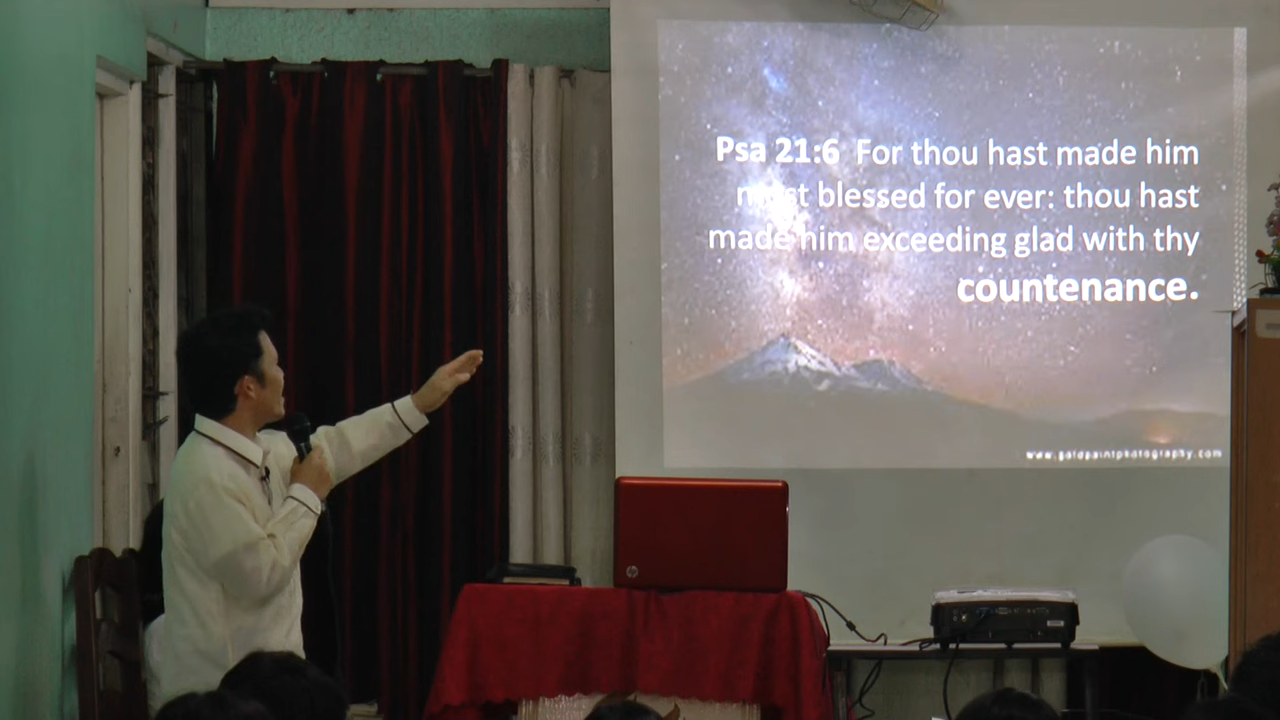 Psa 21:6 For thou hast made him
most blessed for ever: thou hast
made him exceeding glad with thy
countenance.
www.goldpaintphotography.com
hp